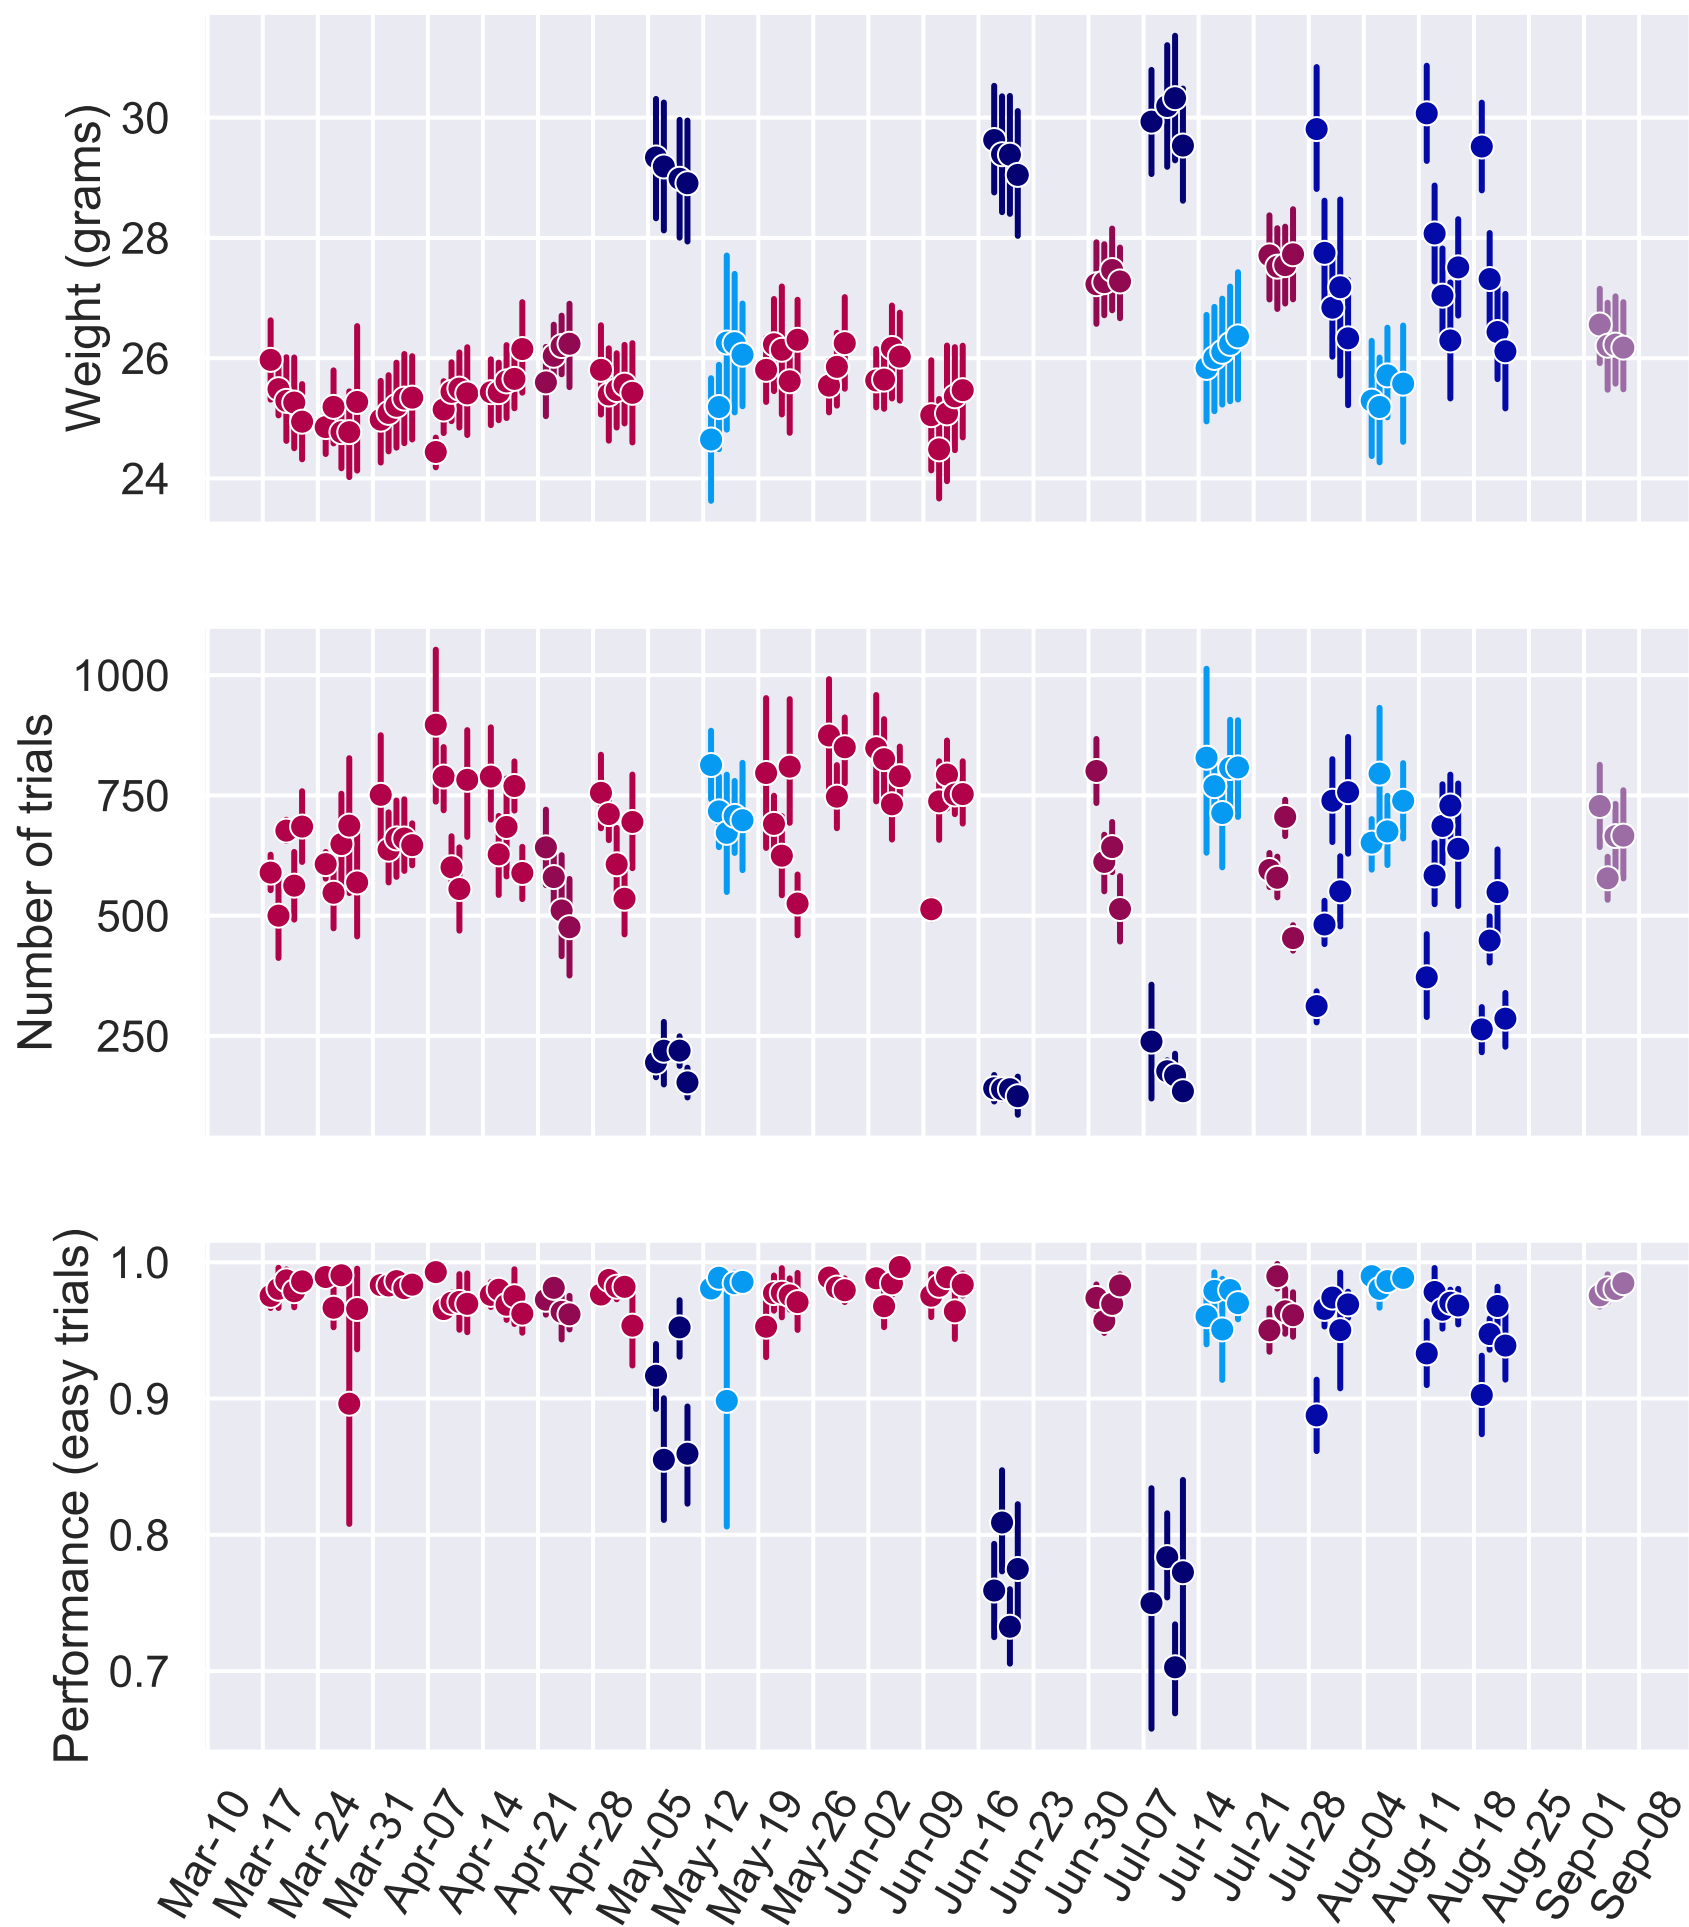 Weight (grams)
30
28
26
24
Number of trials
1000
750
500
250
Performance (easy trials)
1.0
0.9
0.8
0.7
Mar-10
Mar-17
Mar-24
Mar-31
Apr-07
Apr-14
Apr-21
Apr-28
May-05
May-12
May-19
May-26
Jun-02
Jun-09
Jun-16
Jun-23
Jun-30
Jul-07
Jul-14
Jul-21
Jul-28
Aug-04
Aug-11
Aug-18
Aug-25
Sep-01
Sep-08